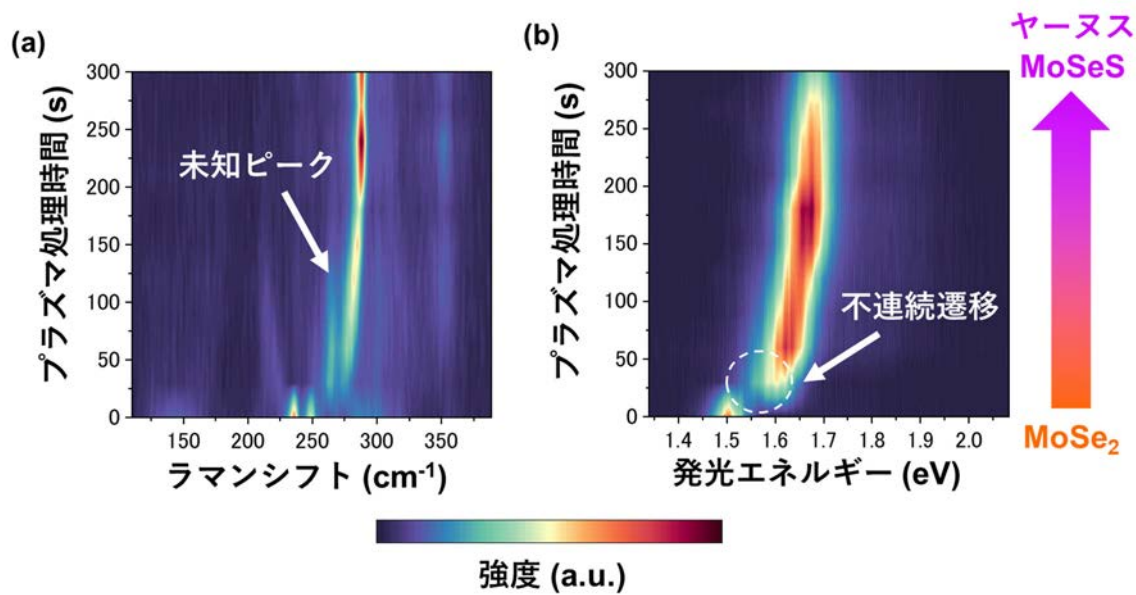 (a)
プラズマ処理時間 (s)
300
250
200
150
100
50
0
未知ピーク
150
200
250
300
350
ラマンシフト (cm⁻¹)
(b)
プラズマ処理時間 (s)
300
250
200
150
100
50
0
不連続遷移
1.4
1.5
1.6
1.7
1.8
1.9
2.0
発光エネルギー (eV)
ヤーヌス
MoSeS
MoSe₂
強度 (a.u.)